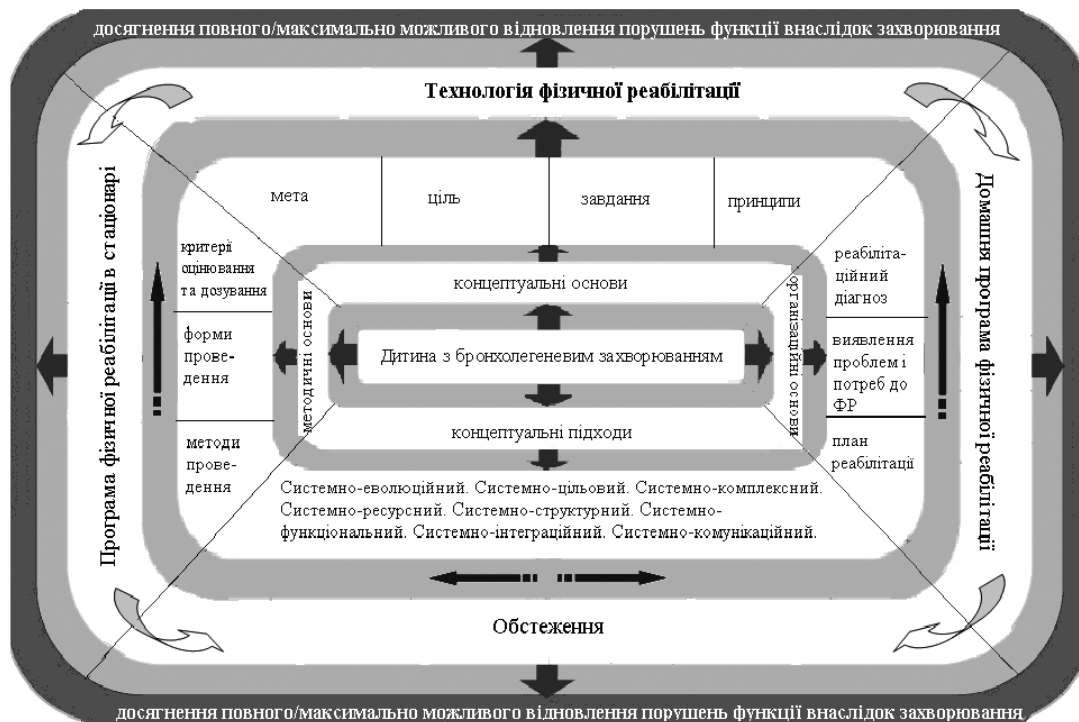 досягнення повного/максимально можливого відновлення порушень функції внаслідок захворювання
Технологія фізичної реабілітації
Програма фізичної реабілітації в стаціонарі
Домашня програма фізичної реабілітації
мета
ціль
завдання
принципи
критерії
оцінювання
та дозування
форми
прове-
дення
методи
прове-
дення
методичні основи
концептуальні основи
Дитина з бронхолегеневим захворюванням
концептуальні підходи
організаційні основи
реабіліта-
ційний
діагноз
виявлення
проблем і
потреб до
ФР
план
реабілітації
Системно-еволюційний. Системно-цільовий. Системно-комплексний.
Системно-ресурсний. Системно-структурний. Системно-
функціональний. Системно-інтеграційний. Системно-комунікаційний.
Обстеження
досягнення повного/максимально можливого відновлення порушень функції внаслідок захворювання